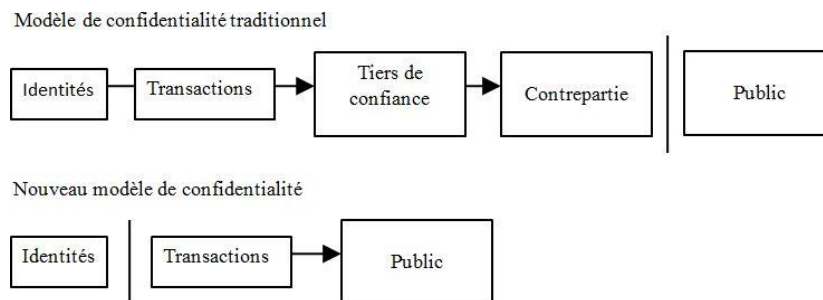 Modèle de confidentialité traditionnel
Identités
Transactions
Tiers de
confiance
Contrepartie
Public
Nouveau modèle de confidentialité
Identités
Transactions
Public